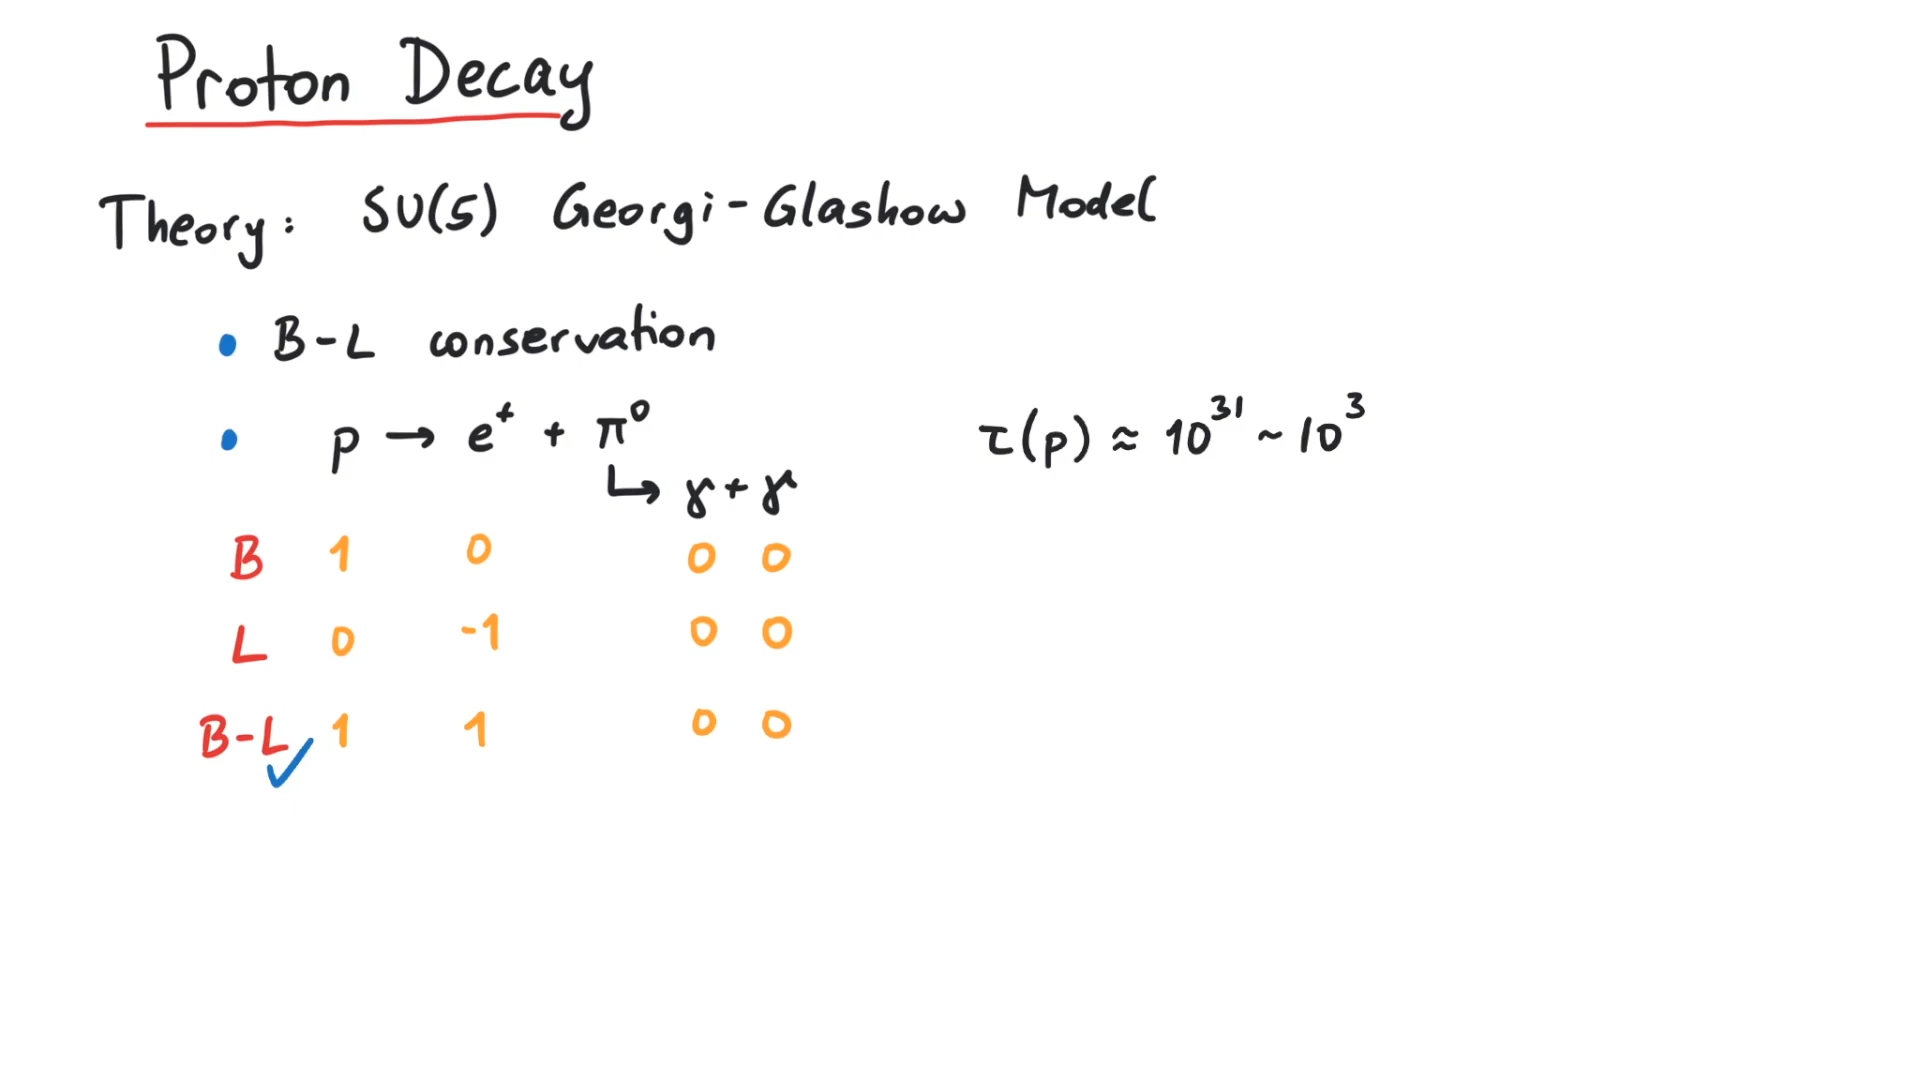 Proton Decay
Theory: SU(5) Georgi-Glashow Model
• B-L conservation
• p → e⁺ + π⁰ τ(p) ≈ 10³¹ ~ 10³
↳ γ + γ
B 1 0 0 0
L 0 -1 0 0
B-L ✓ 1 1 0 0